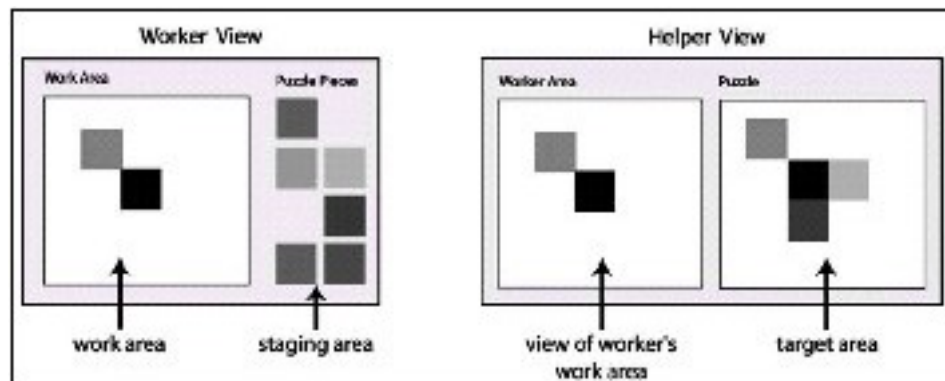 Worker View
Helper View
Work Area
Puzzle Pieces
Worker Area
Puzzle
work area
staging area
view of worker's
work area
target area